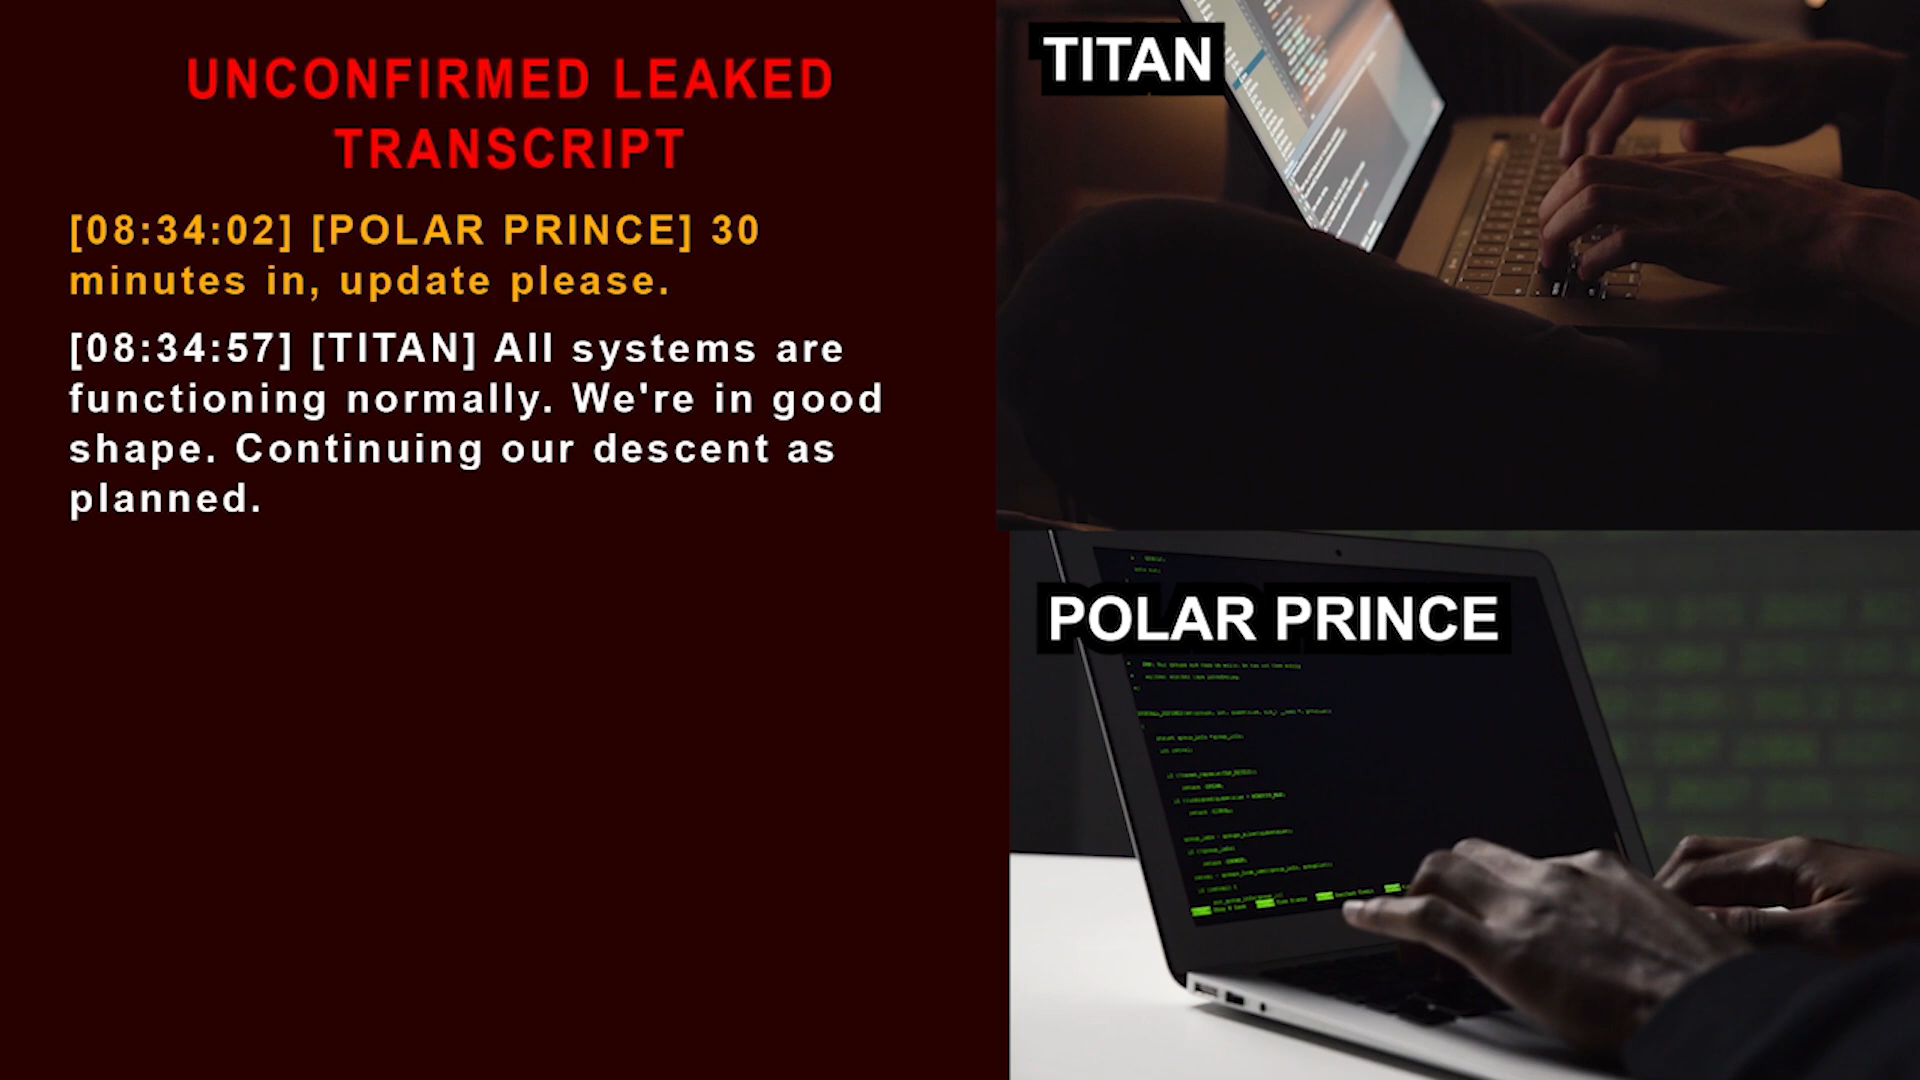 UNCONFIRMED LEAKED
TRANSCRIPT
[08:34:02] [POLAR PRINCE] 30
minutes in, update please.
[08:34:57] [TITAN] All systems are
functioning normally. We're in good
shape. Continuing our descent as
planned.
TITAN
POLAR PRINCE